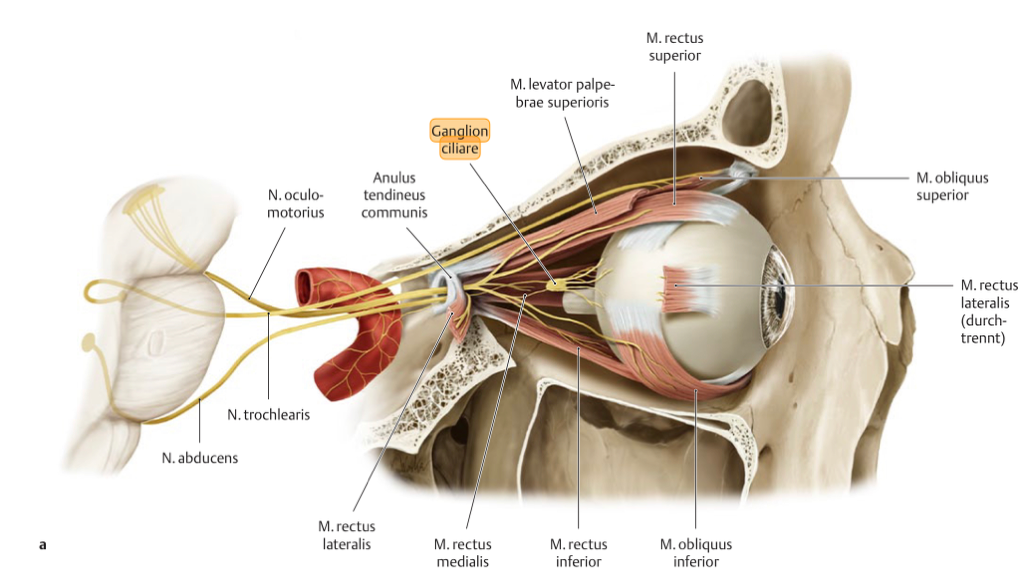 M. rectus
superior
M. levator palpe-
brae superioris
Ganglion
ciliare
Anulus
tendineus
communis
N. oculo-
motorius
M. obliquus
superior
M. rectus
lateralis
(durch-
trennt)
N. trochlearis
N. abducens
M. rectus
lateralis
M. rectus
medialis
M. rectus
inferior
M. obliquus
inferior
a